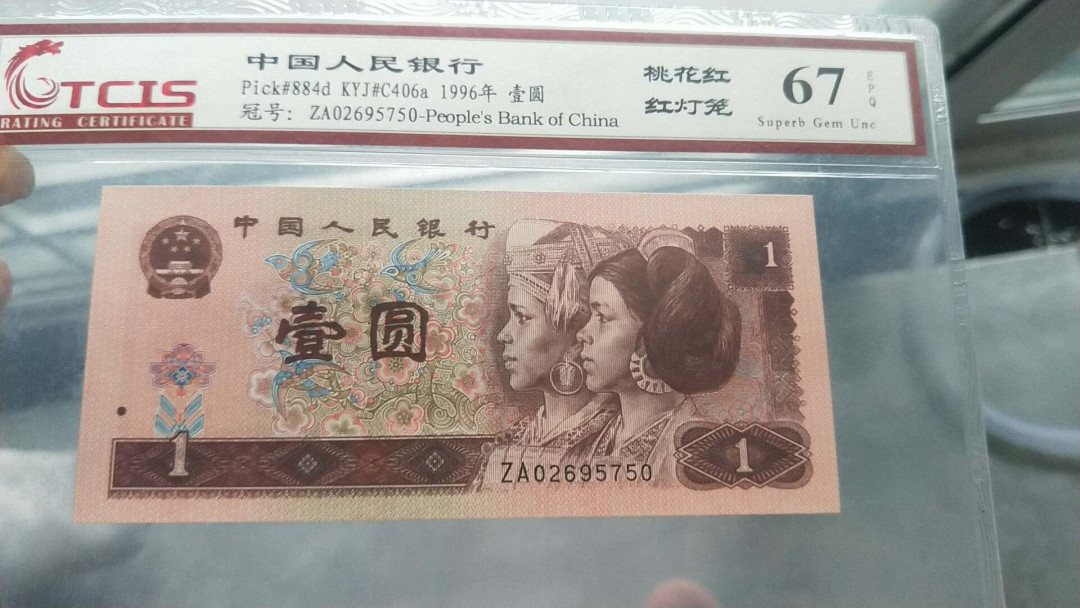 TCIS
RATING CERTIFICATE
中国人民银行
Pick#884d KYJ#C406a 1996年 壹圆
冠号: ZA02695750-People's Bank of China
桃花红
红灯笼
67
EPQ
Superb Gem Unc
中国人民银行
1
壹圆
1
ZA02695750
1